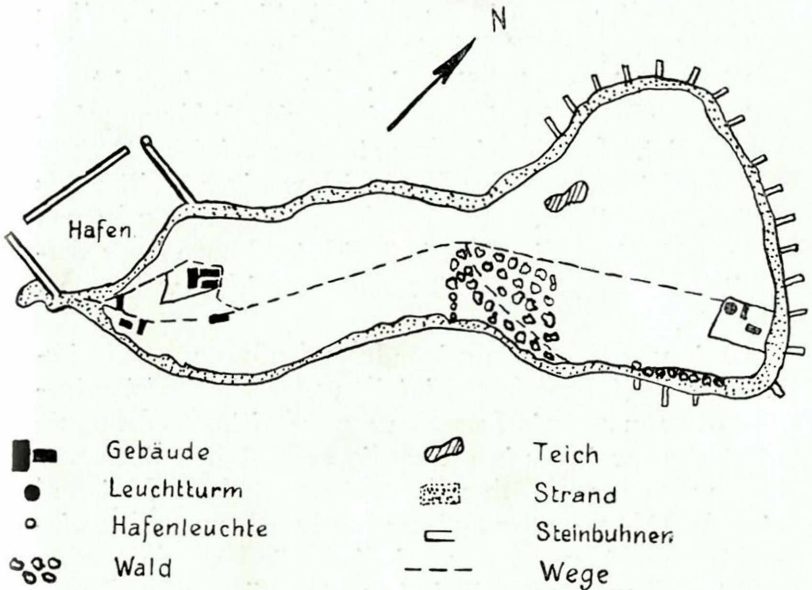 N
Hafen
Gebäude
Leuchtturm
Hafenleuchte
Wald
Teich
Strand
Steinbuhnen
Wege